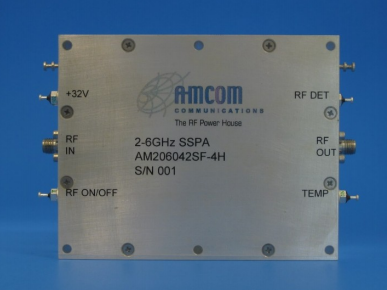 AMCOM
COMMUNICATIONS
The RF Power House
+32V
RF DET
RF
IN
2-6GHz SSPA
AM206042SF-4H
S/N 001
RF
OUT
RF ON/OFF
TEMP